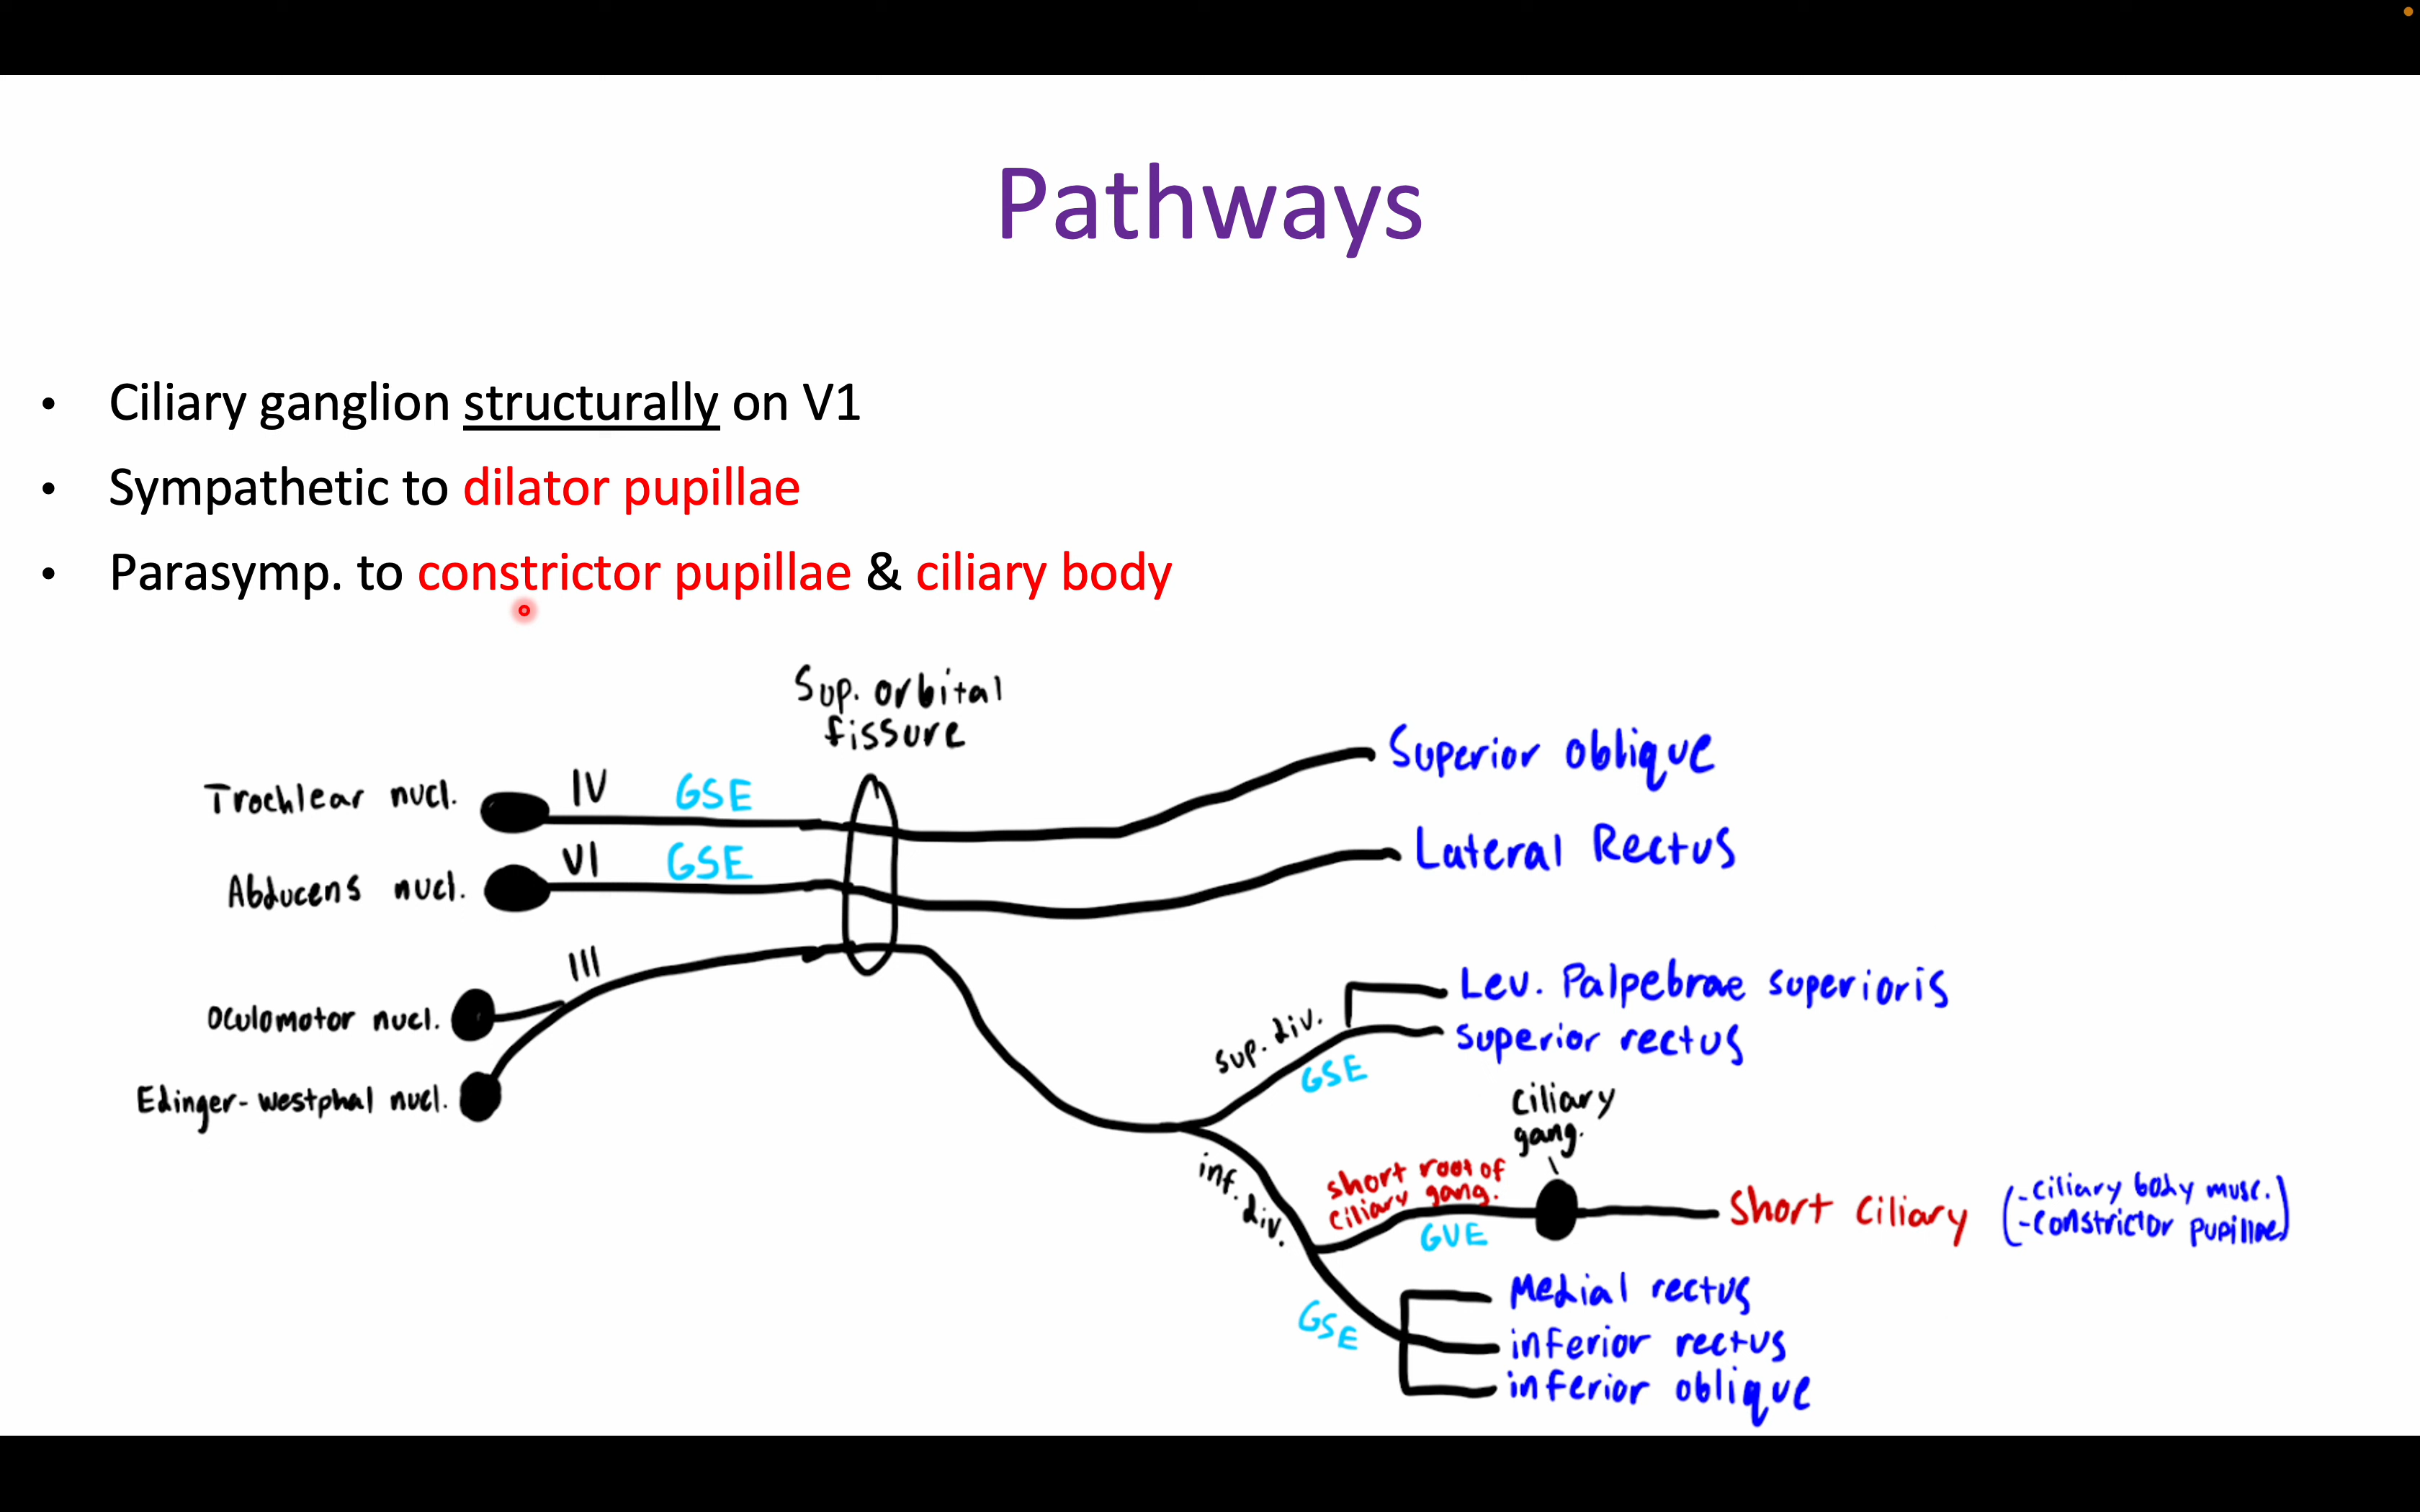 Pathways
• Ciliary ganglion structurally on V1
• Sympathetic to dilator pupillae
• Parasymp. to constrictor pupillae & ciliary body
Sup. orbital
fissure
Trochlear nucl.
IV
GSE
Superior oblique
Abducens nucl.
VI
GSE
Lateral Rectus
III
Oculomotor nucl.
Edinger-westphal nucl.
sup. div.
GSE
Lev. Palpebrae superioris
superior rectus
ciliary
gang.
inf.
div.
short root of
ciliary gang.
GVE
Short ciliary
(-ciliary body musc.
-constrictor pupillae)
GSE
Medial rectus
inferior rectus
inferior oblique